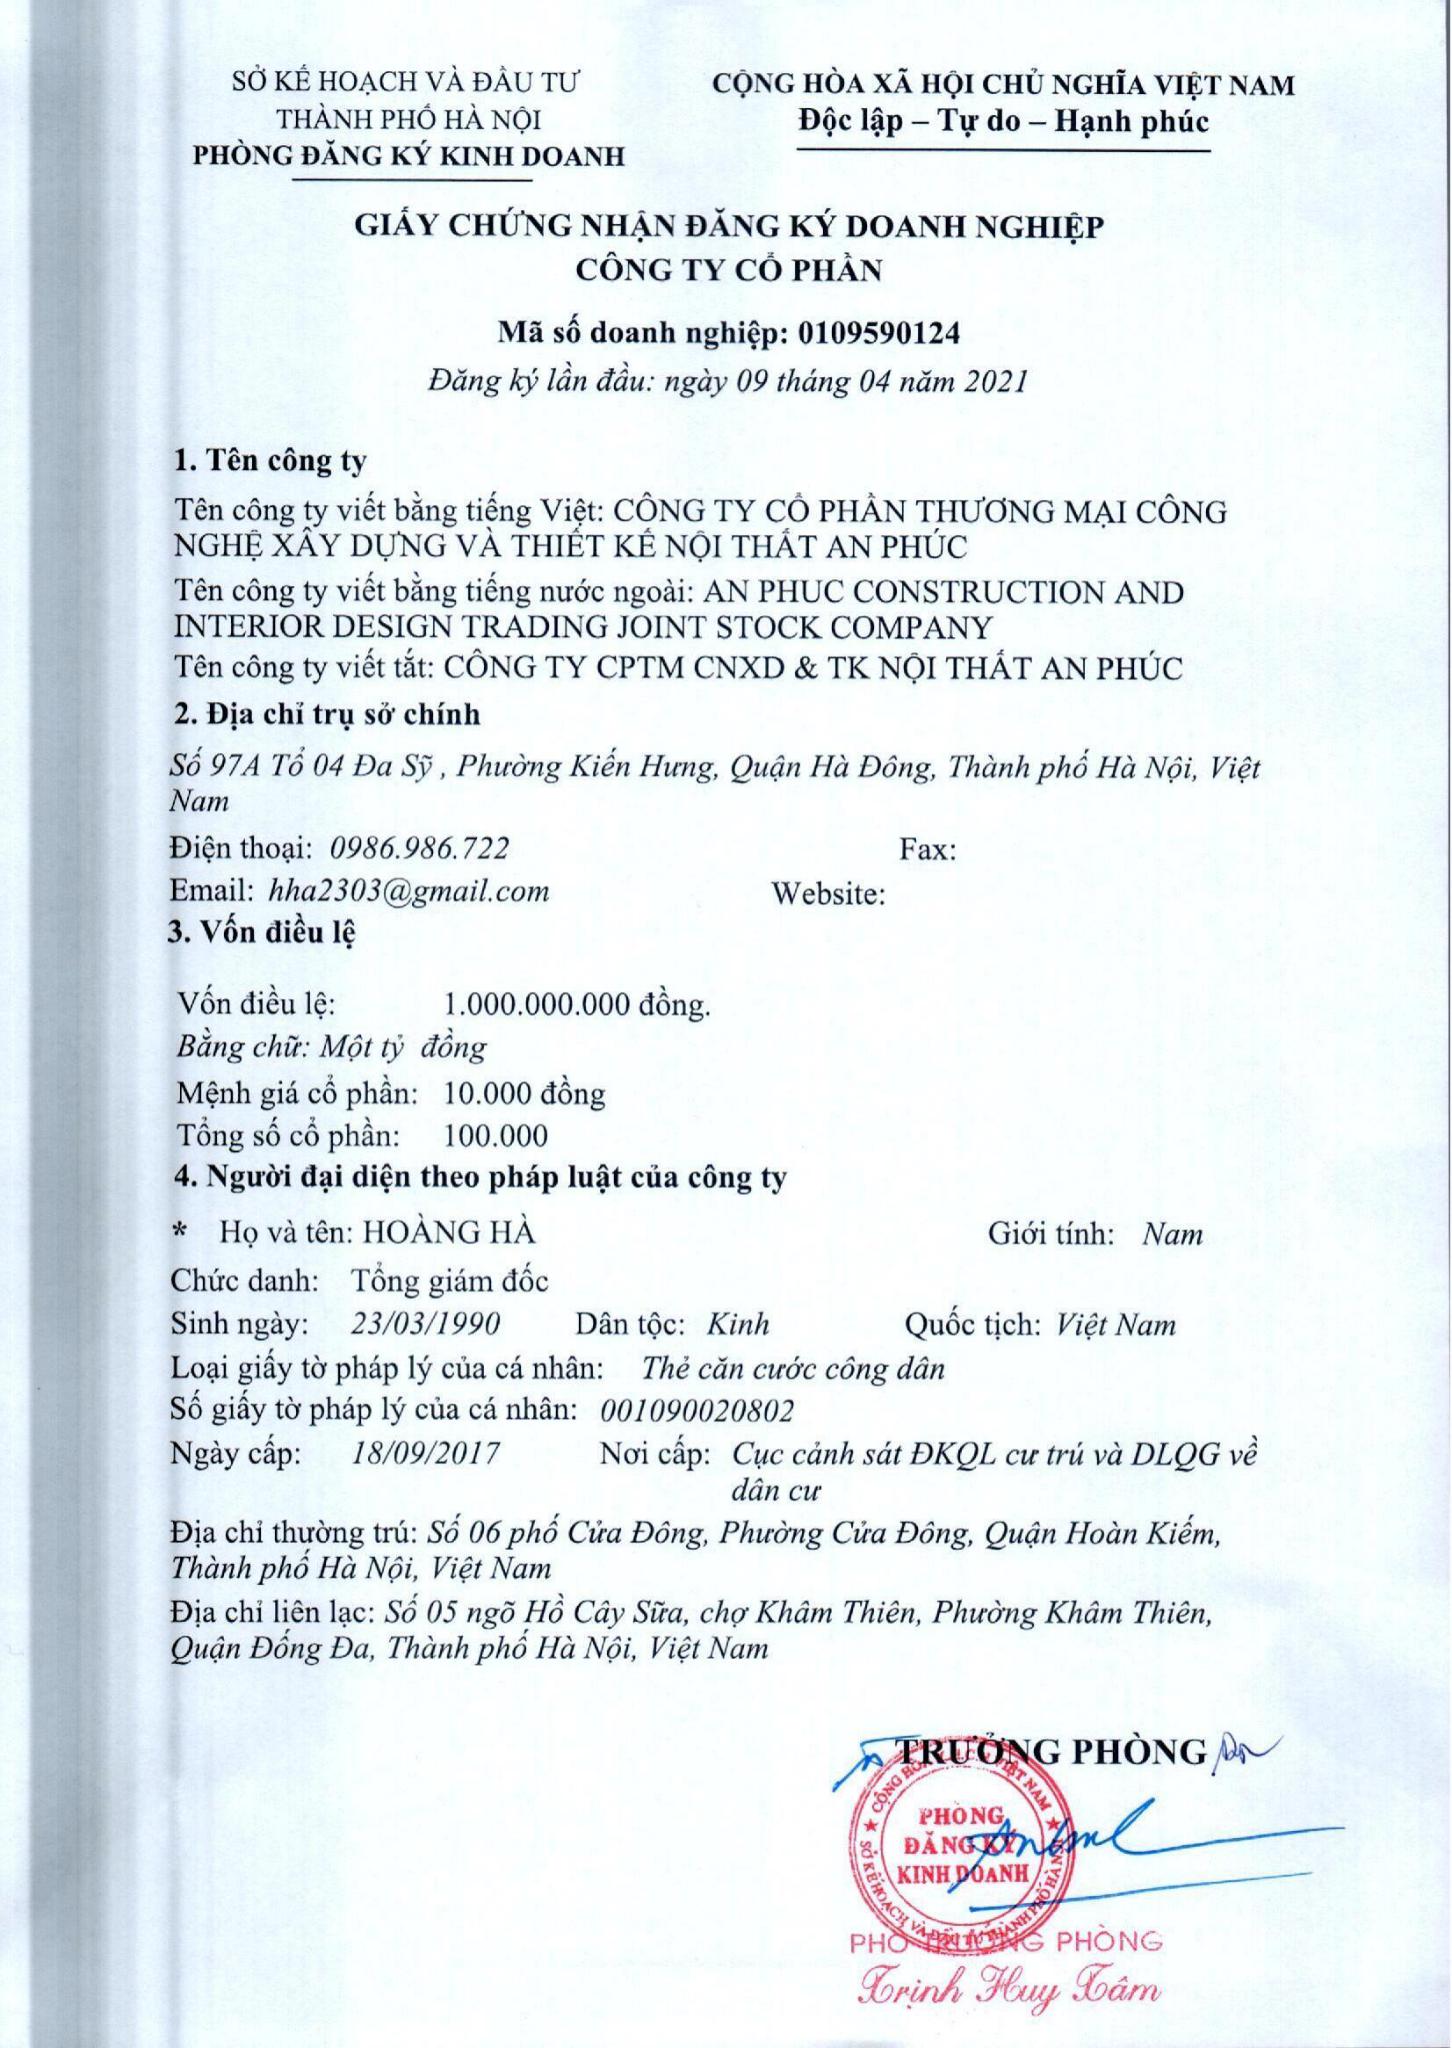 SỞ KẾ HOẠCH VÀ ĐẦU TƯ
THÀNH PHỐ HÀ NỘI
PHÒNG ĐĂNG KÝ KINH DOANH
CỘNG HÒA XÃ HỘI CHỦ NGHĨA VIỆT NAM
Độc lập – Tự do – Hạnh phúc
GIẤY CHỨNG NHẬN ĐĂNG KÝ DOANH NGHIỆP
CÔNG TY CỔ PHẦN
Mã số doanh nghiệp: 0109590124
Đăng ký lần đầu: ngày 09 tháng 04 năm 2021
1. Tên công ty
Tên công ty viết bằng tiếng Việt: CÔNG TY CỔ PHẦN THƯƠNG MẠI CÔNG
NGHỆ XÂY DỰNG VÀ THIẾT KẾ NỘI THẤT AN PHÚC
Tên công ty viết bằng tiếng nước ngoài: AN PHUC CONSTRUCTION AND
INTERIOR DESIGN TRADING JOINT STOCK COMPANY
Tên công ty viết tắt: CÔNG TY CPTM CNXD & TK NỘI THẤT AN PHÚC
2. Địa chỉ trụ sở chính
Số 97A Tổ 04 Đa Sỹ , Phường Kiến Hưng, Quận Hà Đông, Thành phố Hà Nội, Việt
Nam
Điện thoại: 0986.986.722 Fax:
Email: hha2303@gmail.com Website:
3. Vốn điều lệ
Vốn điều lệ: 1.000.000.000 đồng.
Bằng chữ: Một tỷ đồng
Mệnh giá cổ phần: 10.000 đồng
Tổng số cổ phần: 100.000
4. Người đại diện theo pháp luật của công ty
* Họ và tên: HOÀNG HÀ Giới tính: Nam
Chức danh: Tổng giám đốc
Sinh ngày: 23/03/1990 Dân tộc: Kinh Quốc tịch: Việt Nam
Loại giấy tờ pháp lý của cá nhân: Thẻ căn cước công dân
Số giấy tờ pháp lý của cá nhân: 001090020802
Ngày cấp: 18/09/2017 Nơi cấp: Cục cảnh sát ĐKQL cư trú và DLQG về
dân cư
Địa chỉ thường trú: Số 06 phố Cửa Đông, Phường Cửa Đông, Quận Hoàn Kiếm,
Thành phố Hà Nội, Việt Nam
Địa chỉ liên lạc: Số 05 ngõ Hồ Cây Sữa, chợ Khâm Thiên, Phường Khâm Thiên,
Quận Đống Đa, Thành phố Hà Nội, Việt Nam
TRƯỞNG PHÒNG
PHÒNG
ĐĂNG KÝ
KINH DOANH
SỞ KẾ HOẠCH VÀ ĐẦU TƯ THÀNH PHỐ HÀ NỘI
PHÓ TRƯỞNG PHÒNG
Trịnh Huy Tâm